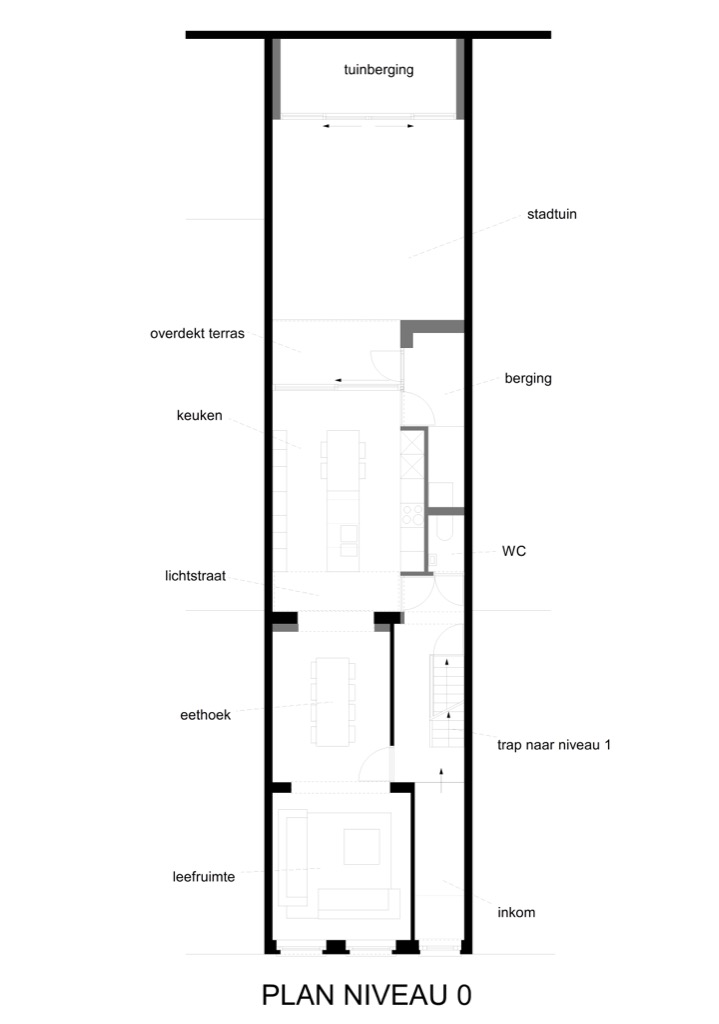 tuinberging
stadtuin
overdekt terras
berging
keuken
WC
lichtstraat
eethoek
trap naar niveau 1
leefruimte
inkom
PLAN NIVEAU 0